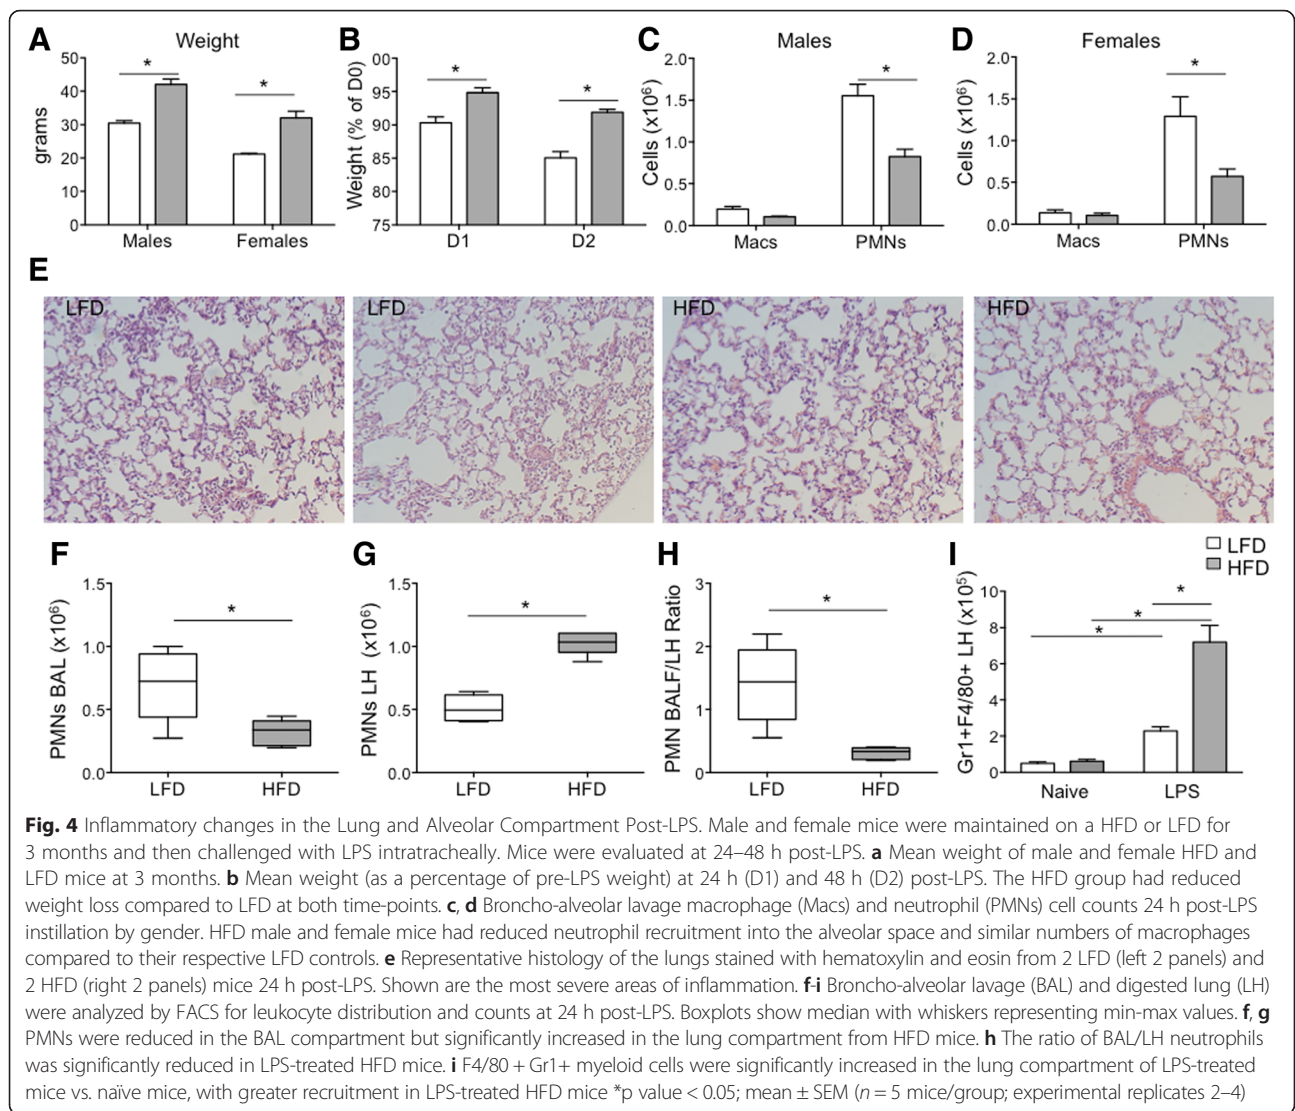 A
Weight
grams
50
40
30
20
10
0
*
*
Males
Females
B
Weight (% of D0)
00
95
90
85
80
75
*
*
D1
D2
C
Males
Cells (x10⁶)
2.0
1.5
1.0
0.5
0.0
*
Macs
PMNs
D
Females
Cells (x10⁶)
2.0
1.5
1.0
0.5
0.0
*
Macs
PMNs
E
LFD
LFD
HFD
HFD
F
PMNs BAL (x10⁶)
1.5
1.0
0.5
0.0
*
LFD
HFD
G
PMNs LH (x10⁶)
1.5
1.0
0.5
0.0
*
LFD
HFD
H
PMN BALF/LH Ratio
3
2
1
0
*
LFD
HFD
I
LFD
HFD
Gr1+F4/80+ LH (x10⁵)
10
8
6
4
2
0
*
*
*
Naive
LPS
Fig. 4 Inflammatory changes in the Lung and Alveolar Compartment Post-LPS. Male and female mice were maintained on a HFD or LFD for
3 months and then challenged with LPS intratracheally. Mice were evaluated at 24–48 h post-LPS. a Mean weight of male and female HFD and
LFD mice at 3 months. b Mean weight (as a percentage of pre-LPS weight) at 24 h (D1) and 48 h (D2) post-LPS. The HFD group had reduced
weight loss compared to LFD at both time-points. c, d Broncho-alveolar lavage macrophage (Macs) and neutrophil (PMNs) cell counts 24 h post-LPS
instillation by gender. HFD male and female mice had reduced neutrophil recruitment into the alveolar space and similar numbers of macrophages
compared to their respective LFD controls. e Representative histology of the lungs stained with hematoxylin and eosin from 2 LFD (left 2 panels) and
2 HFD (right 2 panels) mice 24 h post-LPS. Shown are the most severe areas of inflammation. f-i Broncho-alveolar lavage (BAL) and digested lung (LH)
were analyzed by FACS for leukocyte distribution and counts at 24 h post-LPS. Boxplots show median with whiskers representing min-max values. f, g
PMNs were reduced in the BAL compartment but significantly increased in the lung compartment from HFD mice. h The ratio of BAL/LH neutrophils
was significantly reduced in LPS-treated HFD mice. i F4/80 + Gr1+ myeloid cells were significantly increased in the lung compartment of LPS-treated
mice vs. naïve mice, with greater recruitment in LPS-treated HFD mice *p value < 0.05; mean ± SEM (n = 5 mice/group; experimental replicates 2–4)